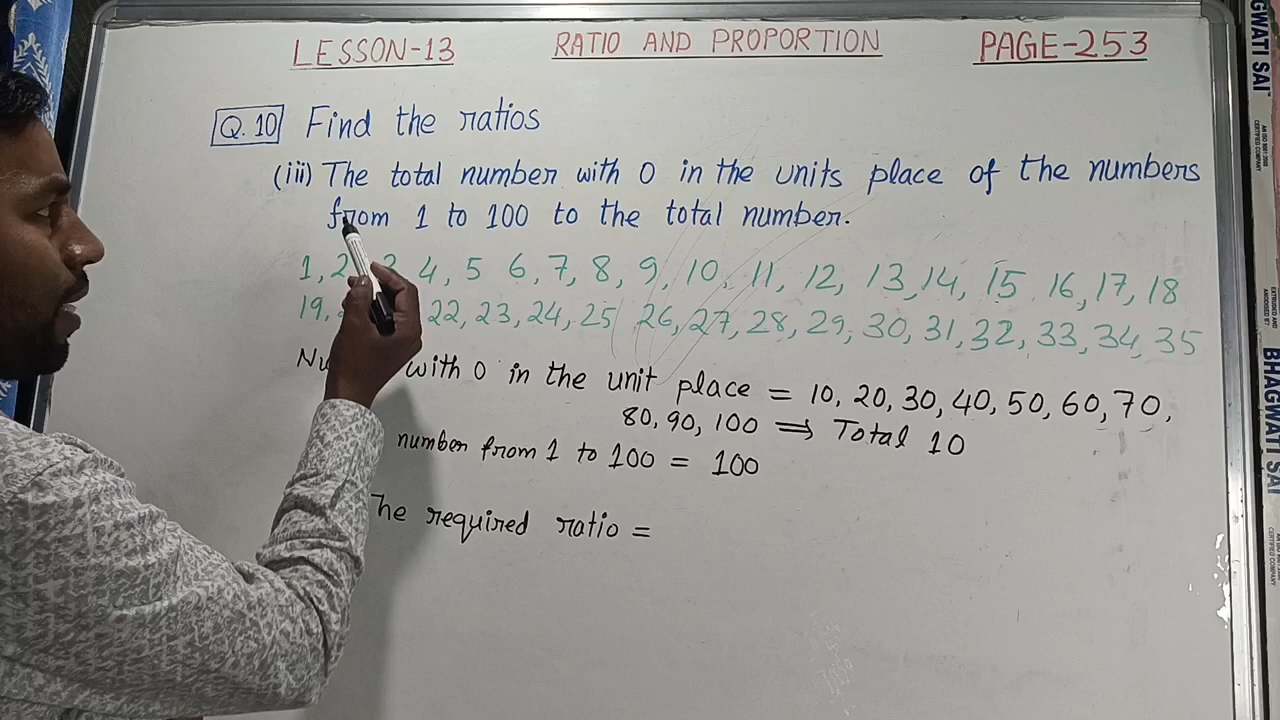 LESSON-13 RATIO AND PROPORTION PAGE-253
Q.10 Find the ratios
(iii) The total number with 0 in the units place of the numbers
from 1 to 100 to the total number.
1, 2, 3 4, 5 6, 7, 8, 9, 10, 11, 12, 13, 14, 15 16, 17, 18
19, 22, 23, 24, 25 26, 27, 28, 29, 30, 31, 32, 33, 34, 35
with 0 in the unit place = 10, 20, 30, 40, 50, 60, 70,
80, 90, 100 ⇒ Total 10
number from 1 to 100 = 100
The required ratio =
BHAGWATI SAI